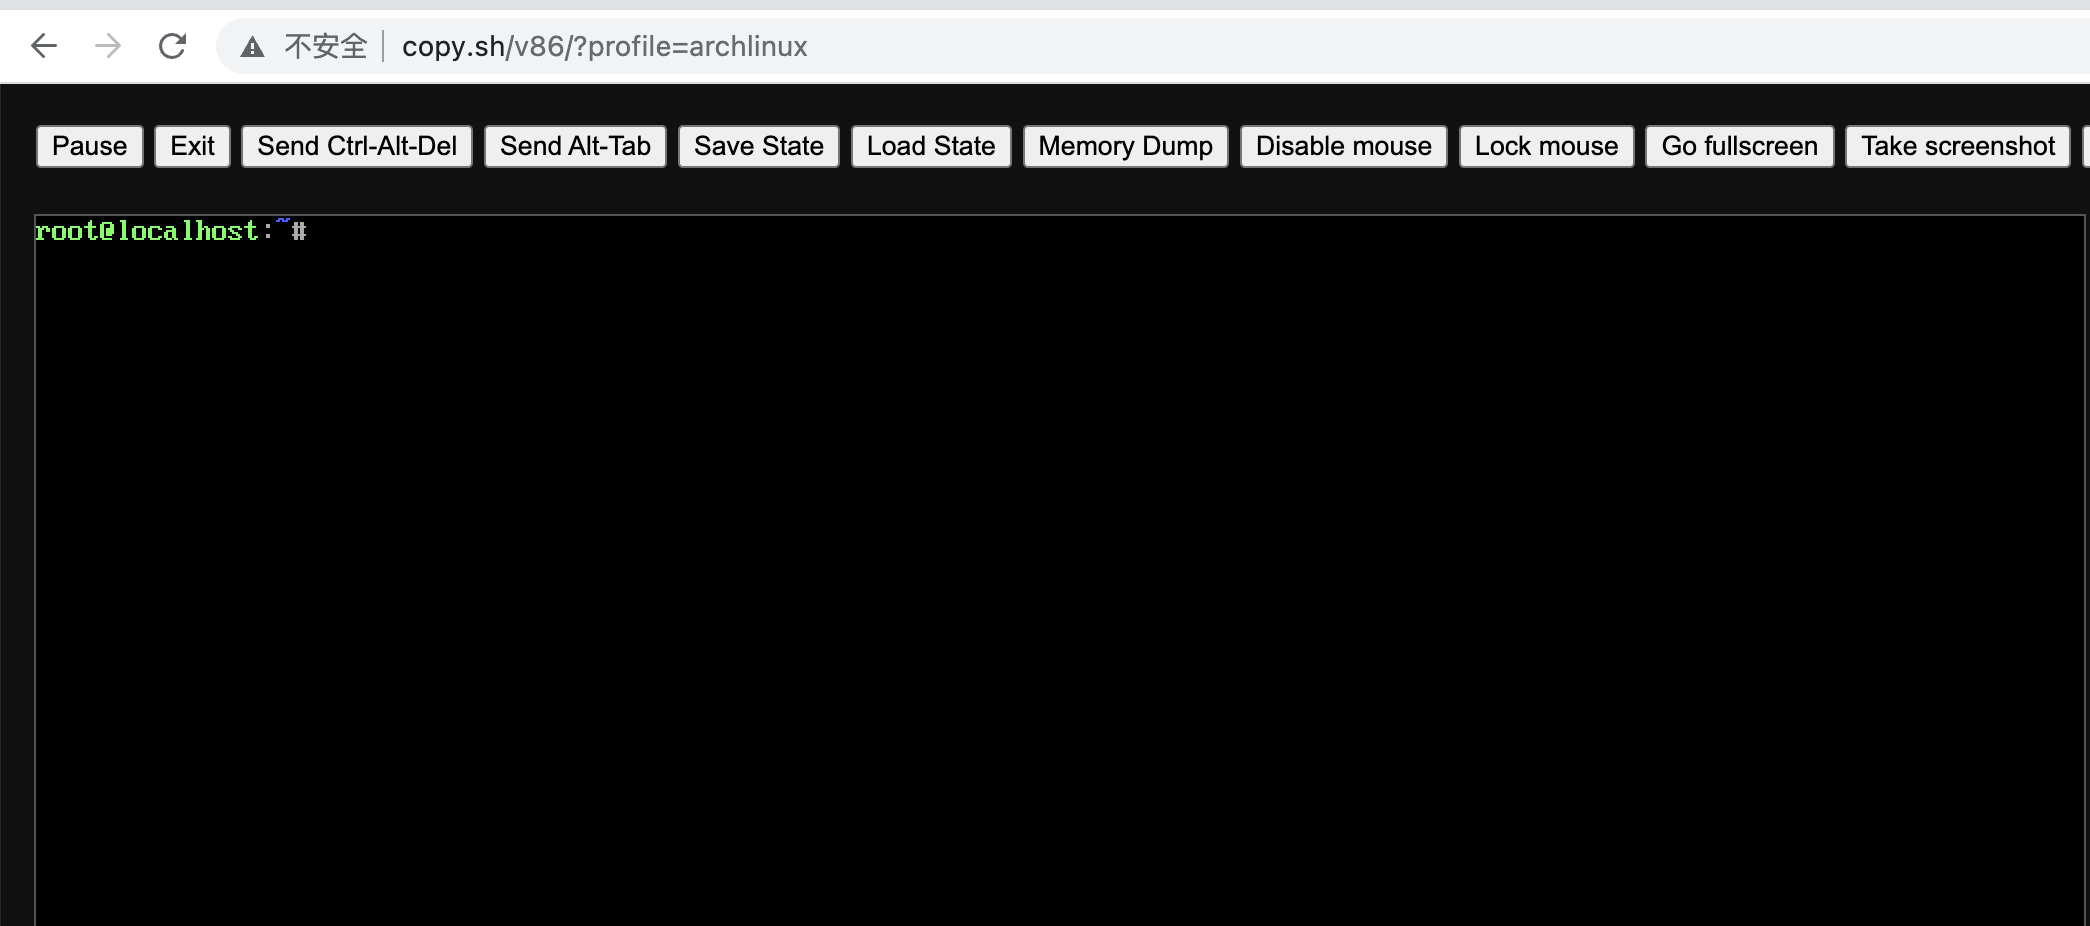 不安全 copy.sh/v86/?profile=archlinux
Pause Exit Send Ctrl-Alt-Del Send Alt-Tab Save State Load State Memory Dump Disable mouse Lock mouse Go fullscreen Take screenshot
root@localhost:~#